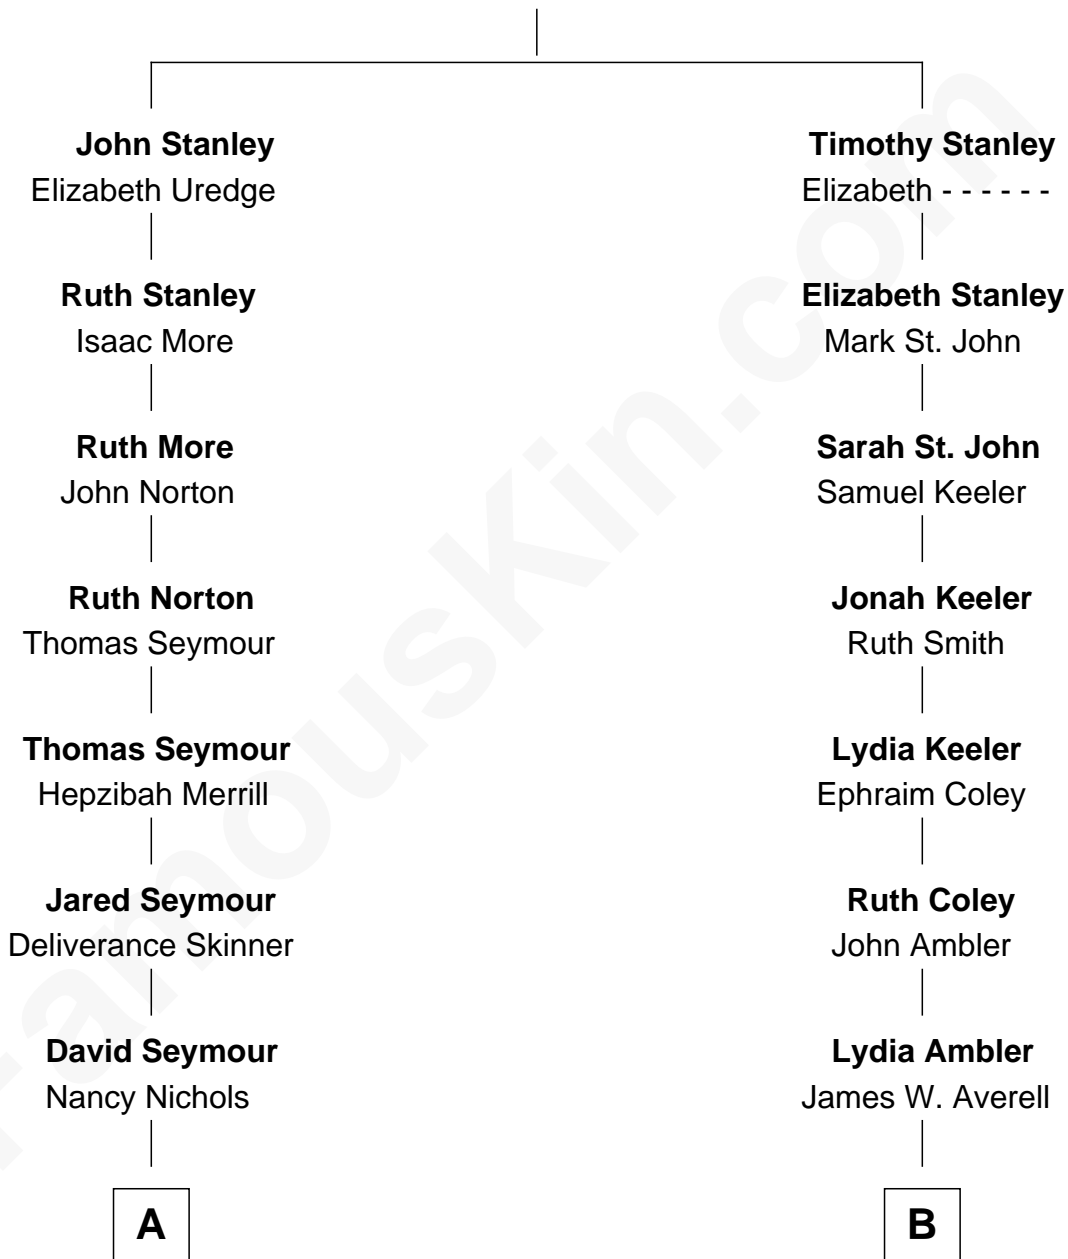 John Stanley
Elizabeth Uredge
Ruth Stanley
Isaac More
Ruth More
John Norton
Ruth Norton
Thomas Seymour
Thomas Seymour
Hepzibah Merrill
Jared Seymour
Deliverance Skinner
David Seymour
Nancy Nichols
A
Timothy Stanley
Elizabeth - - - - - -
Elizabeth Stanley
Mark St. John
Sarah St. John
Samuel Keeler
Jonah Keeler
Ruth Smith
Lydia Keeler
Ephraim Coley
Ruth Coley
John Ambler
Lydia Ambler
James W. Averell
B
FamousKin.com